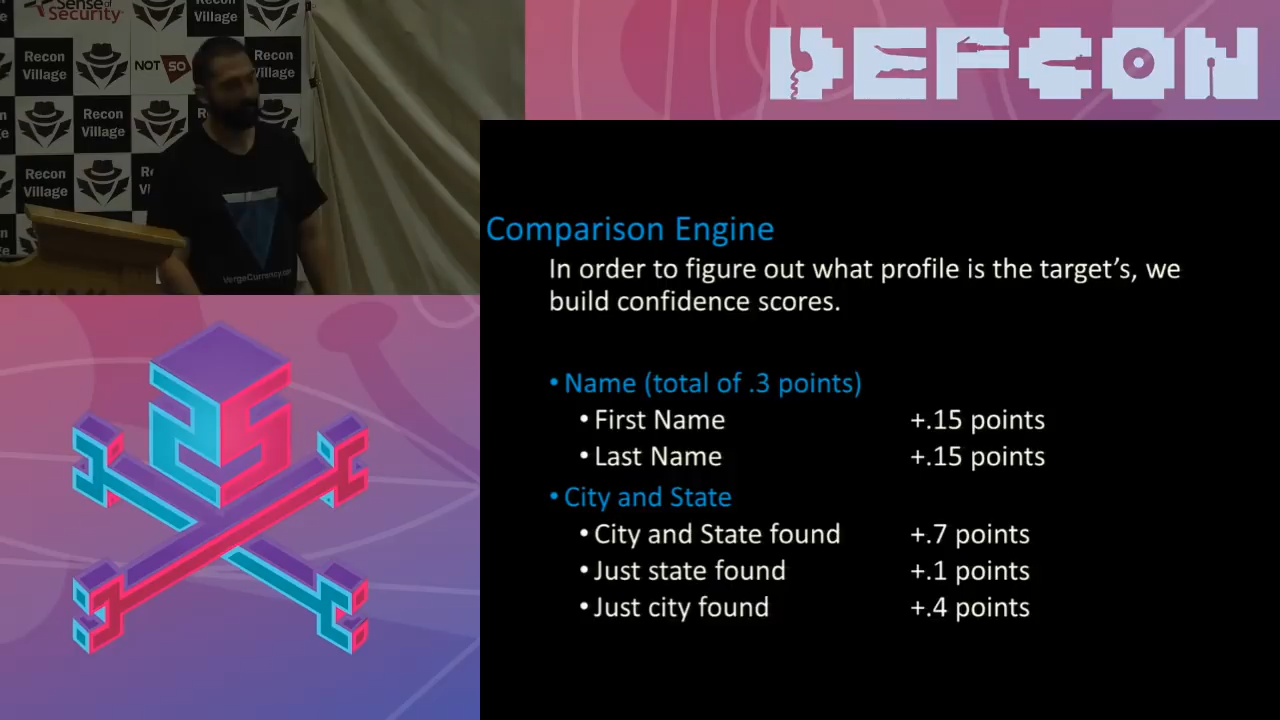 Sense of
Security
Recon
Village
Recon
Village
NOT SO
Recon
Village
Recon
Village
Recon
Village
VergeCurrency.com
DEFCON
Comparison Engine
In order to figure out what profile is the target’s, we
build confidence scores.
• Name (total of .3 points)
• First Name +.15 points
• Last Name +.15 points
• City and State
• City and State found +.7 points
• Just state found +.1 points
• Just city found +.4 points